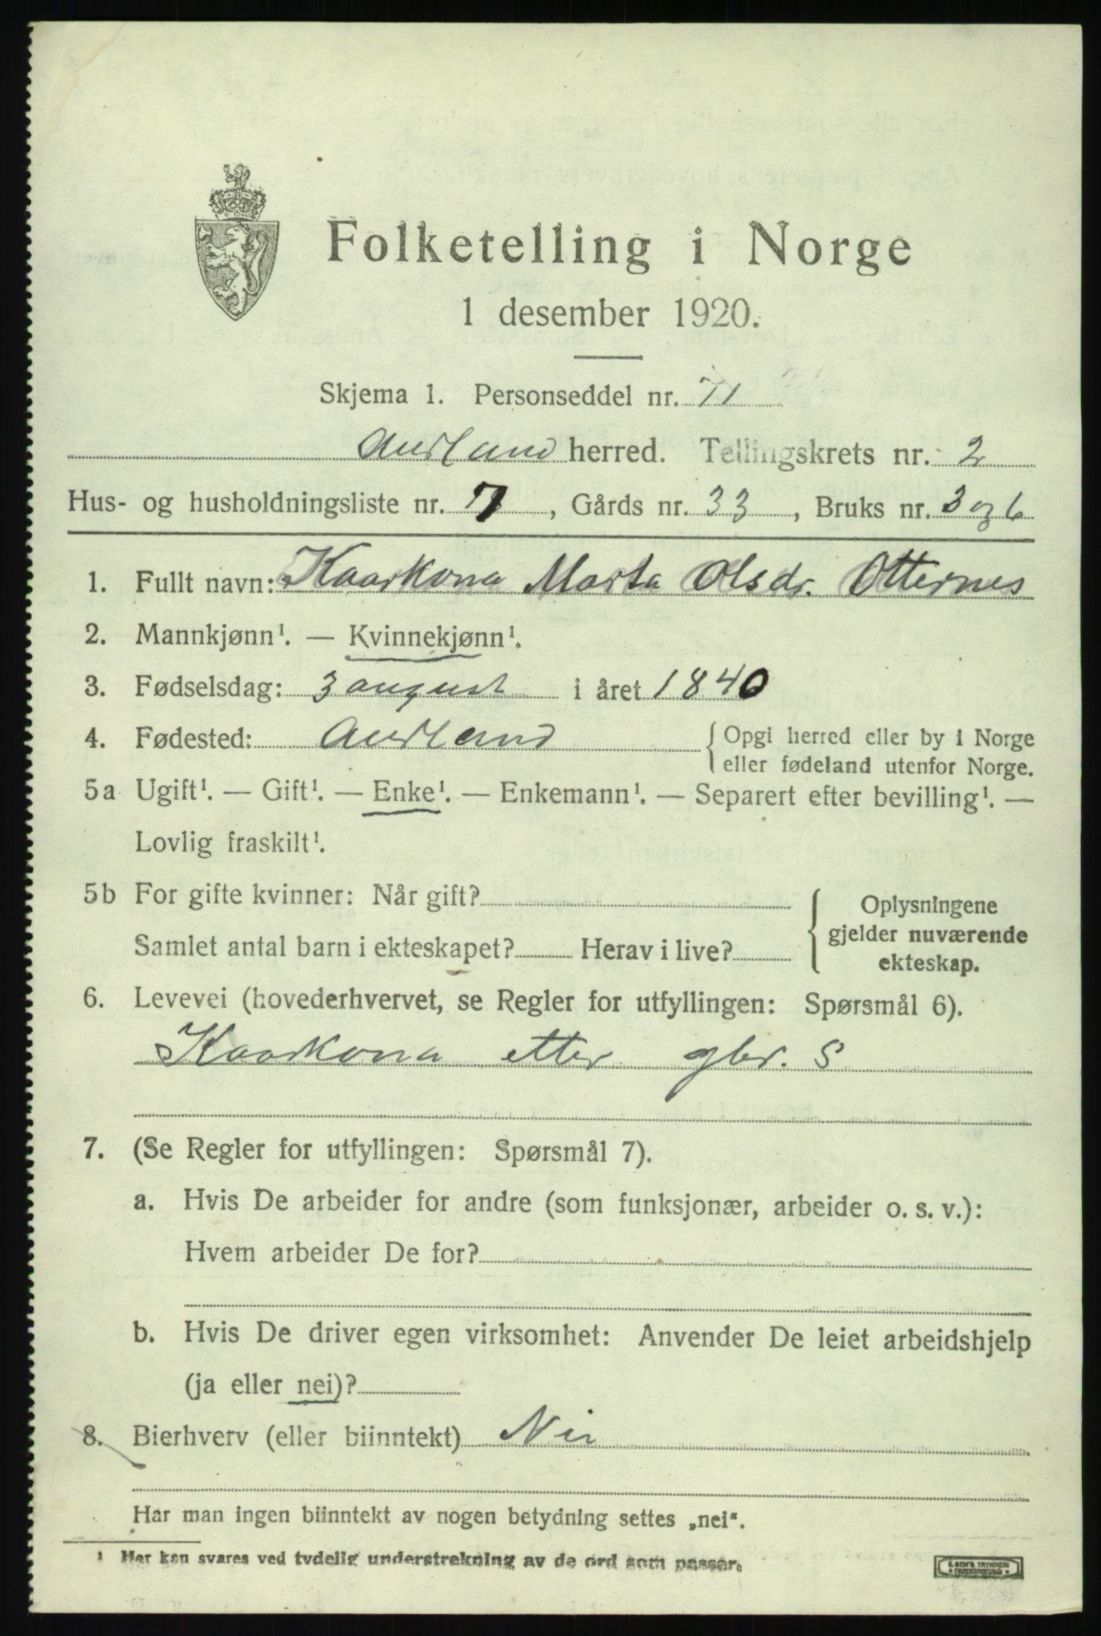 Folketelling i Norge
1 desember 1920.
Skjema 1. Personseddel nr. 71
Aurland herred. Tellingskrets nr. 2
Hus- og husholdningsliste nr. 7, Gårds nr. 33, Bruks nr. 3 og 6
1. Fullt navn: Kaarkona Marta Olsdr. Otternes
2. Mannkjønn¹. — Kvinnekjønn¹.
3. Fødselsdag: 3 august i året 1840
4. Fødested: Aurland { Opgi herred eller by i Norge
eller fødeland utenfor Norge.
5a Ugift¹. — Gift¹. — Enke¹. — Enkemann¹. — Separert efter bevilling¹. —
Lovlig fraskilt¹.
5b For gifte kvinner: Når gift?
Samlet antal barn i ekteskapet? Herav i live?
{ Oplysningene
gjelder nuværende
ekteskap.
6. Levevei (hovederhvervet, se Regler for utfyllingen: Spørsmål 6).
Kaarkona etter gbr. S
7. (Se Regler for utfyllingen: Spørsmål 7).
a. Hvis De arbeider for andre (som funksjonær, arbeider o. s. v.):
Hvem arbeider De for?
b. Hvis De driver egen virksomhet: Anvender De leiet arbeidshjelp
(ja eller nei)?
8. Bierhverv (eller biinntekt) Nei
Har man ingen biinntekt av nogen betydning settes „nei“.
¹ Her kan svares ved tydelig understrekning av de ord som passer.